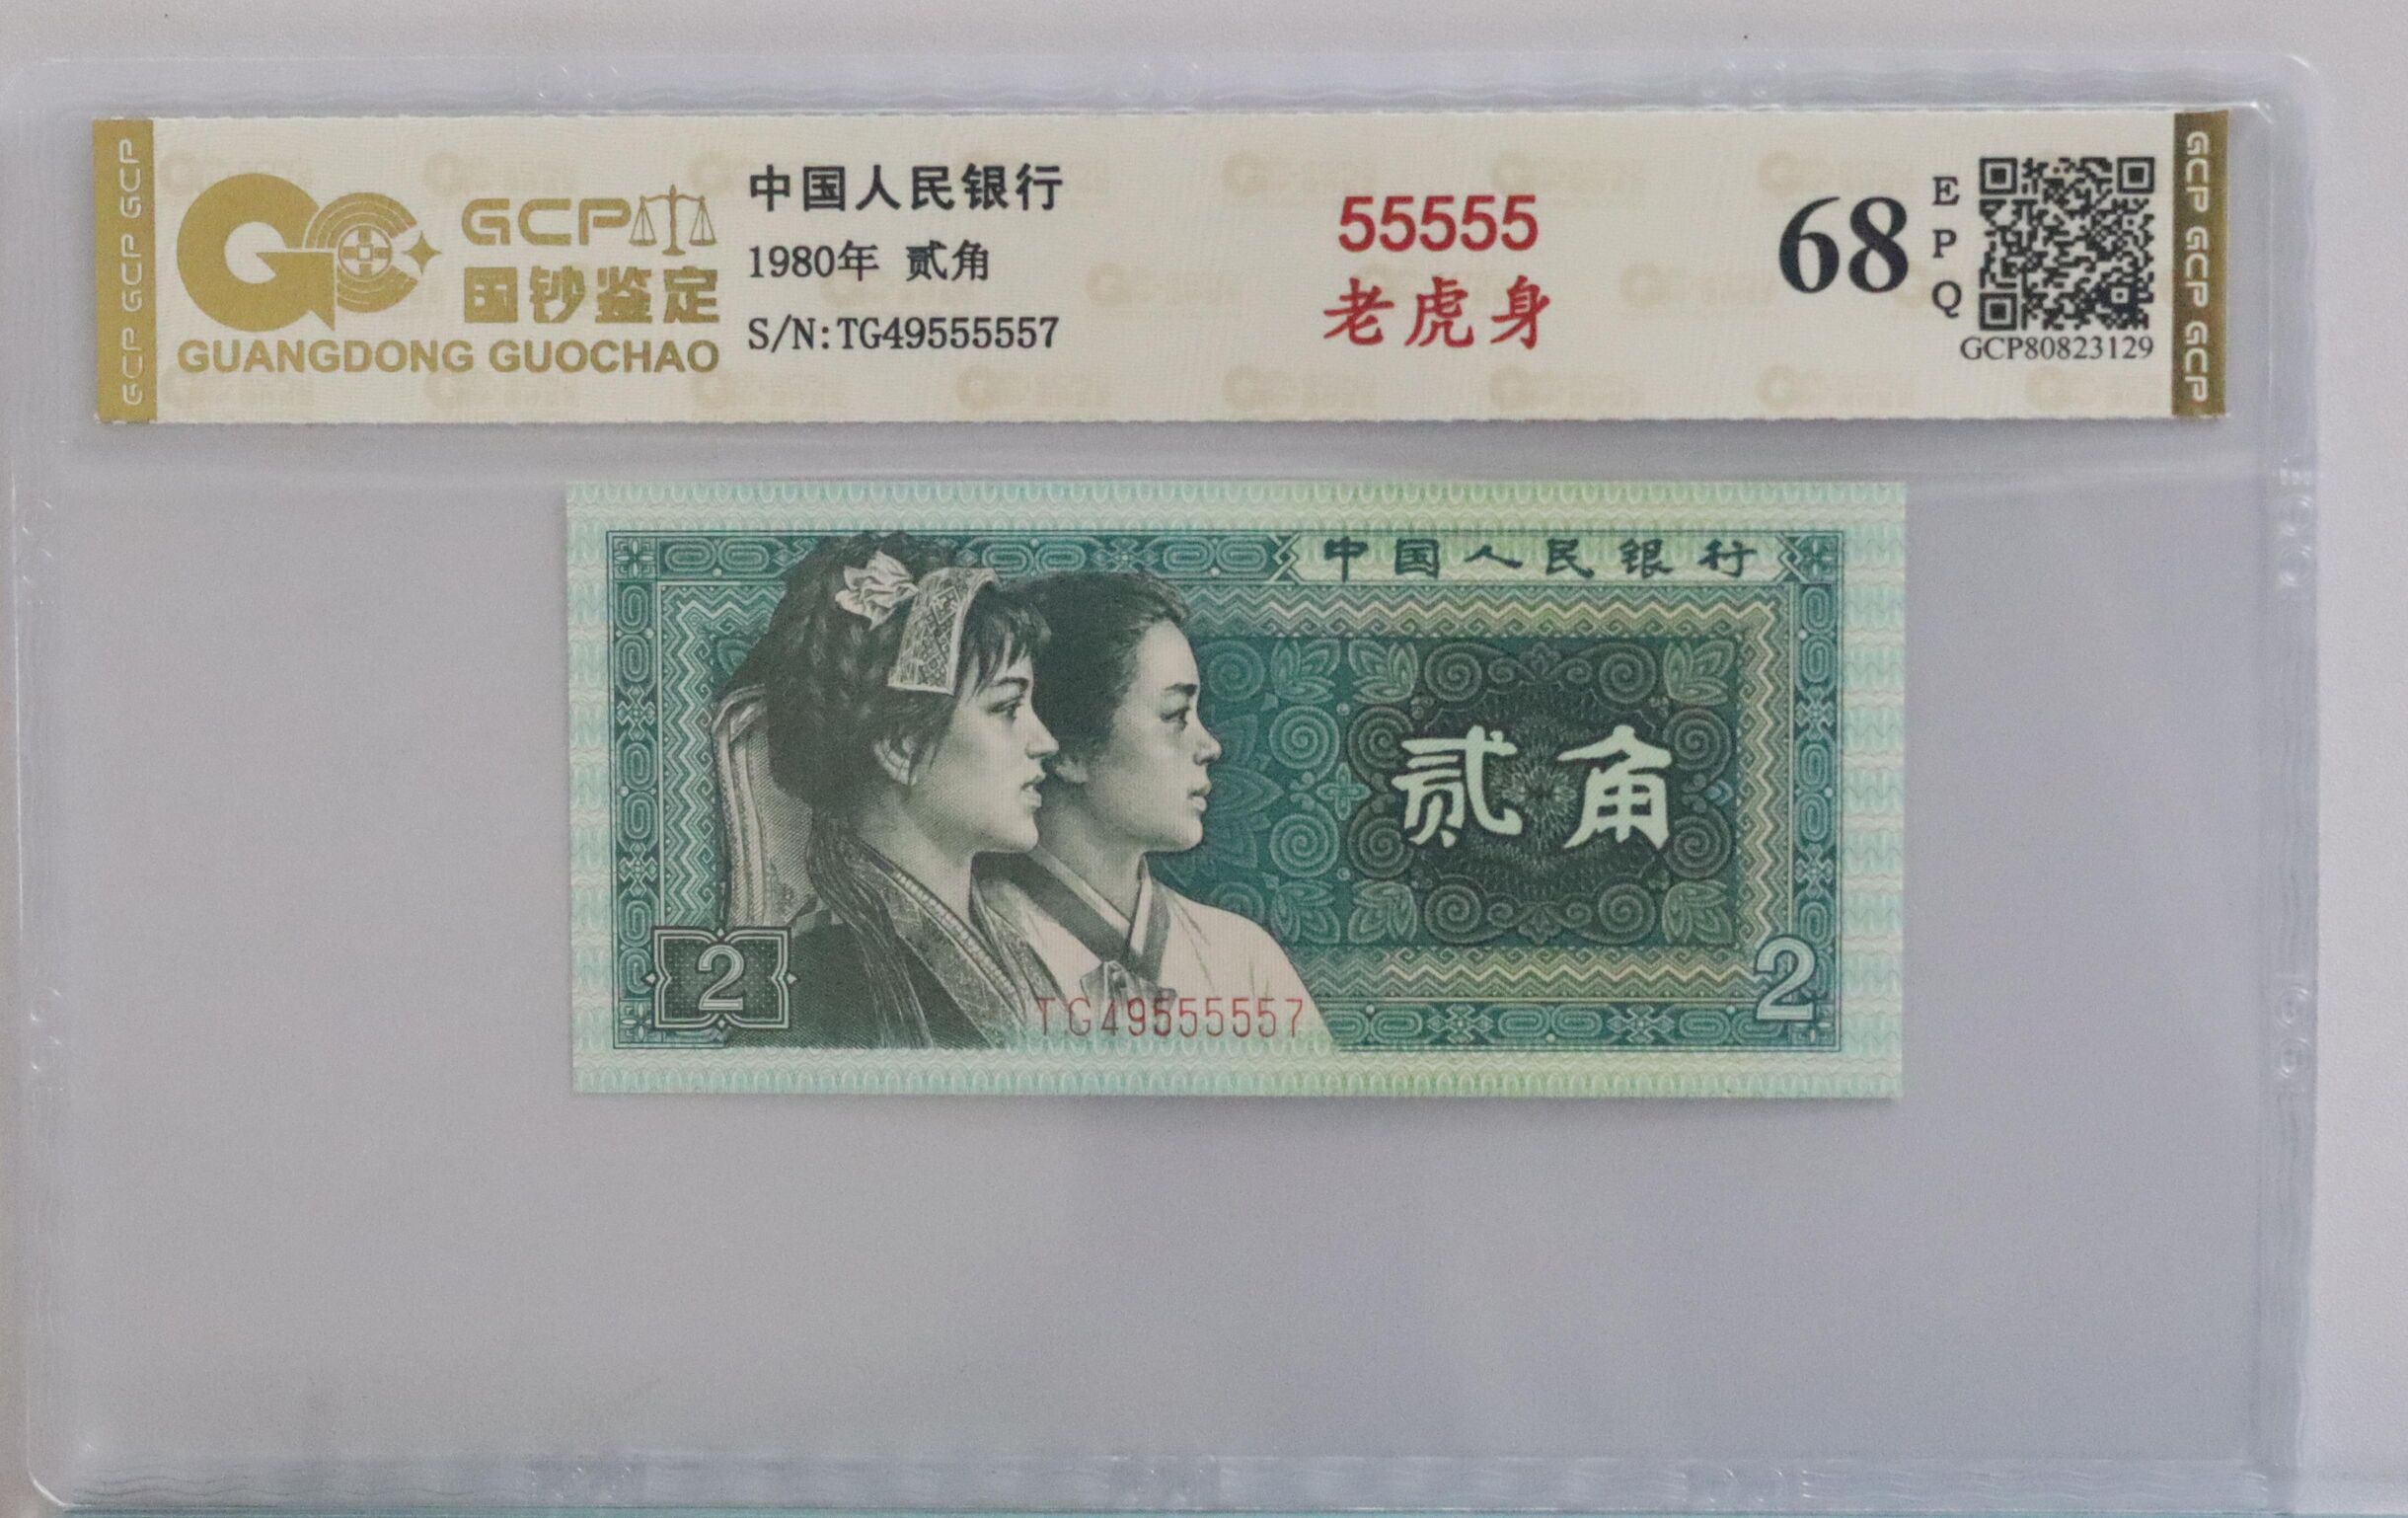 GCP GCP GCP
GCP
国钞鉴定
GUANGDONG GUOCHAO
中国人民银行
1980年 贰角
S/N:TG49555557
55555
老虎身
68
E
P
Q
GCP80823129
GCP GCP GCP
中国人民银行
贰角
2
TG49555557
2